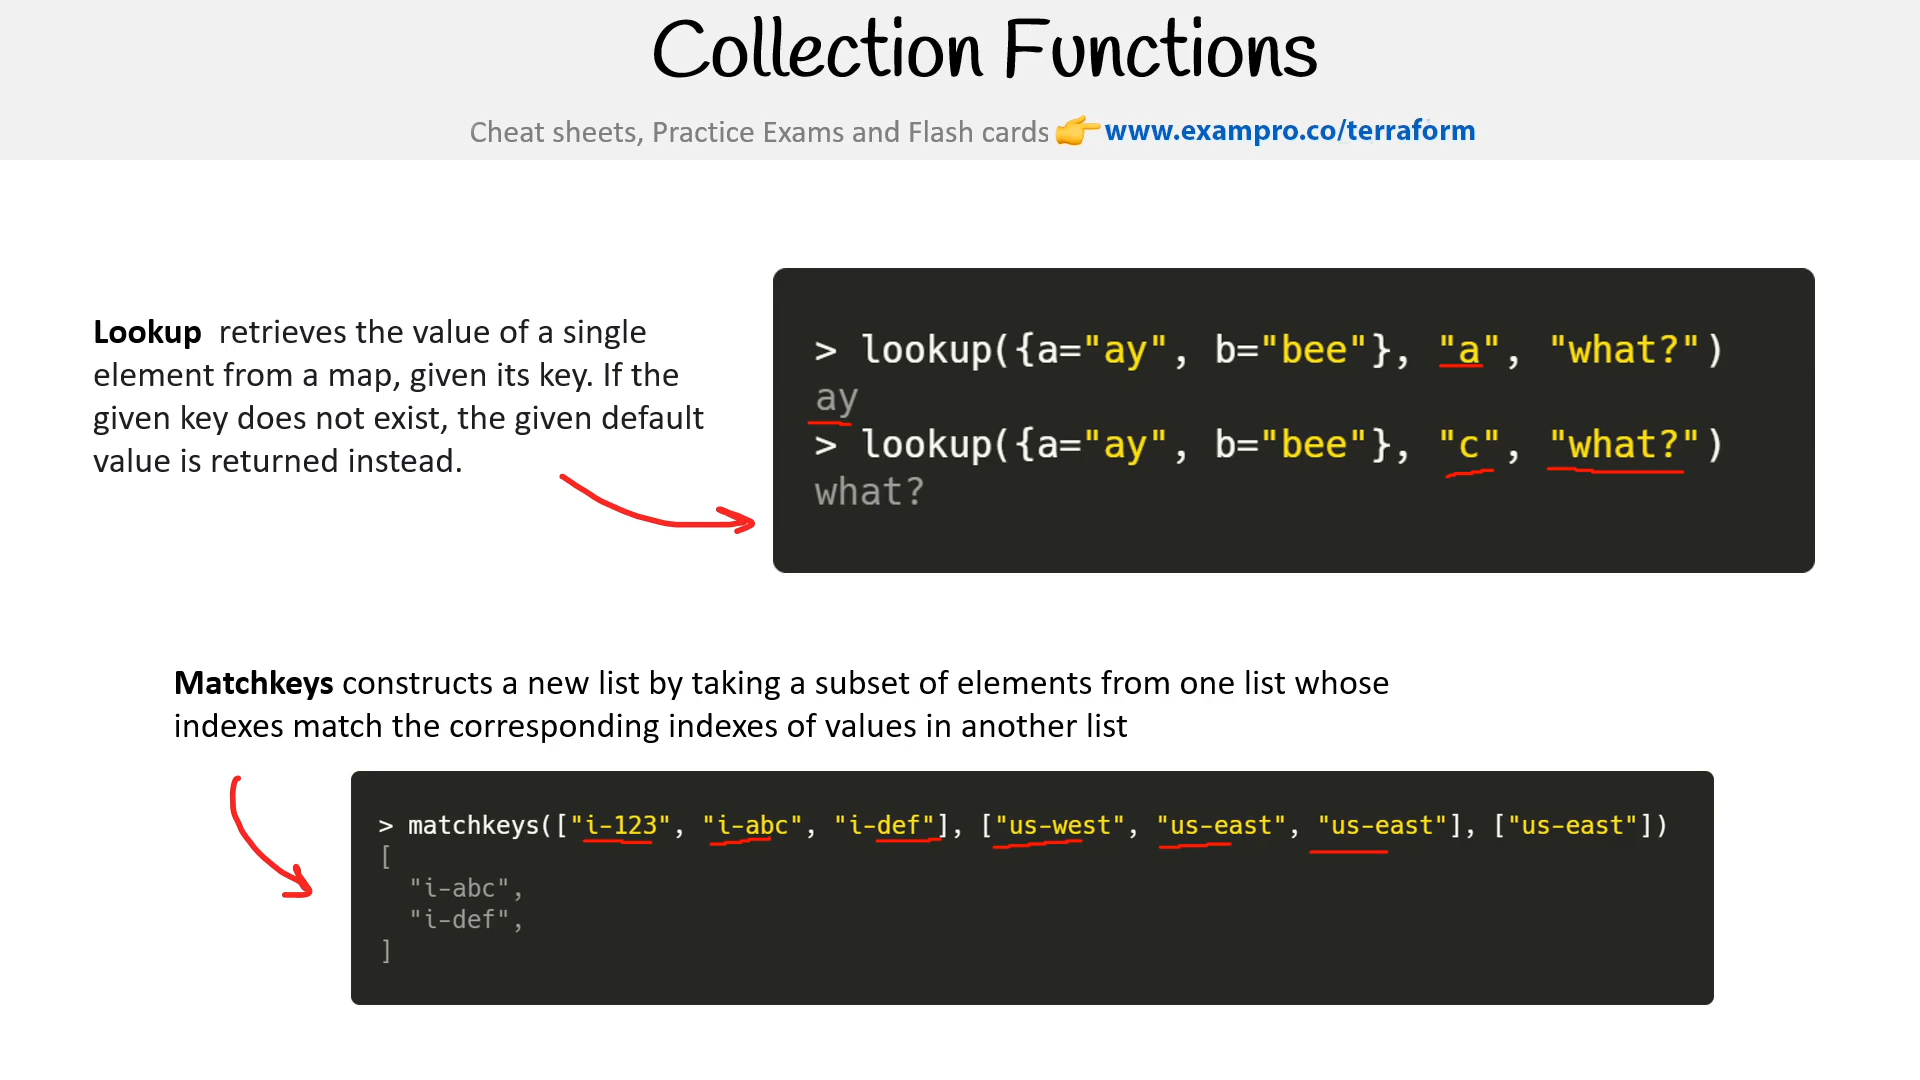 Collection Functions
Cheat sheets, Practice Exams and Flash cards 👉 www.exampro.co/terraform
Lookup retrieves the value of a single
element from a map, given its key. If the
given key does not exist, the given default
value is returned instead.
> lookup({a="ay", b="bee"}, "a", "what?")
ay
> lookup({a="ay", b="bee"}, "c", "what?")
what?
Matchkeys constructs a new list by taking a subset of elements from one list whose
indexes match the corresponding indexes of values in another list
> matchkeys(["i-123", "i-abc", "i-def"], ["us-west", "us-east", "us-east"], ["us-east"])
[
  "i-abc",
  "i-def",
]